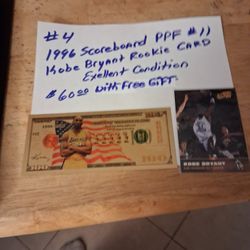 #4
1996 Scoreboard PPF #11
Kobe Bryant Rookie CARD
Exellent Condition
$60.00 with Free GiFT.
KOBE BRYANT